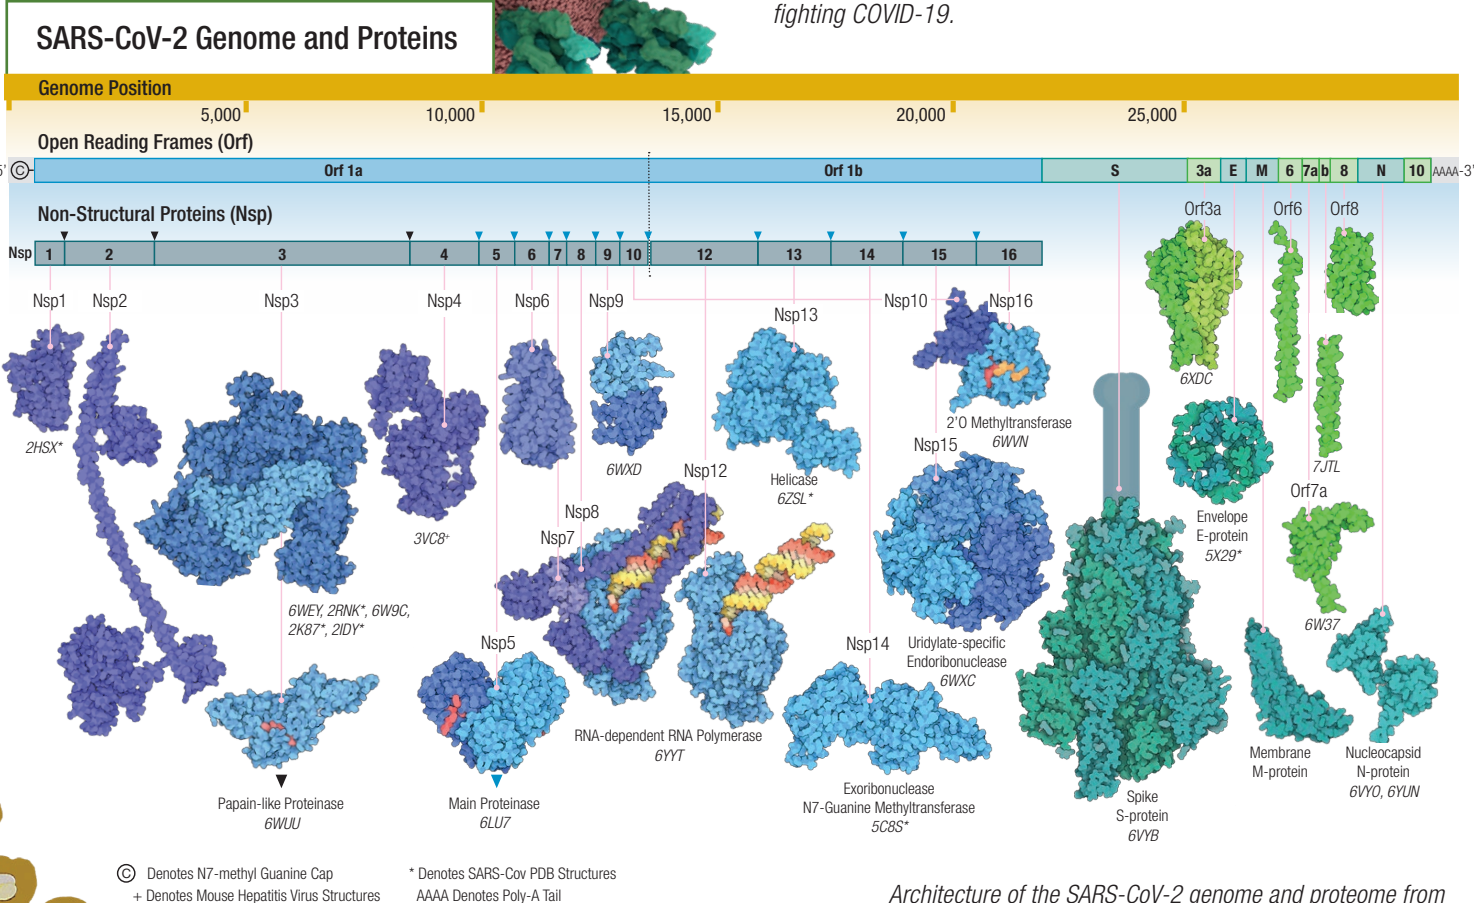 fighting COVID-19.
SARS-CoV-2 Genome and Proteins
Genome Position
5,000 10,000 15,000 20,000 25,000
Open Reading Frames (Orf)
5' C Orf 1a Orf 1b S 3a E M 6 7a b 8 N 10 AAAA-3'
Non-Structural Proteins (Nsp)
Nsp 1 2 3 4 5 6 7 8 9 10 12 13 14 15 16
Orf3a Orf6 Orf8
Nsp1 Nsp2 Nsp3 Nsp4 Nsp6 Nsp9 Nsp10 Nsp16
Nsp13
6XDC
2'O Methyltransferase
6WVN
2HSX*
Nsp15
6WXD
Nsp12
7JTL
Helicase
6ZSL*
Orf7a
Nsp8
Envelope
E-protein
5X29*
3VC8+
Nsp7
6WEY, 2RNK*, 6W9C,
2K87*, 2IDY*
6W37
Nsp5
Nsp14
Uridylate-specific
Endoribonuclease
6WXC
RNA-dependent RNA Polymerase
6YYT
Membrane
M-protein
Nucleocapsid
N-protein
6VYO, 6YUN
Exoribonuclease
N7-Guanine Methyltransferase
5C8S*
Spike
S-protein
6VYB
Papain-like Proteinase
6WUU
Main Proteinase
6LU7
C Denotes N7-methyl Guanine Cap
* Denotes SARS-Cov PDB Structures
+ Denotes Mouse Hepatitis Virus Structures
AAAA Denotes Poly-A Tail
Architecture of the SARS-CoV-2 genome and proteome from